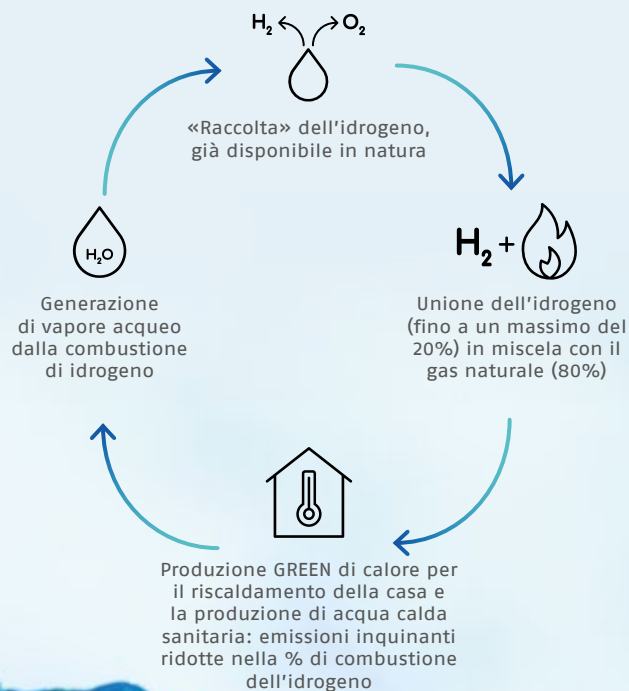 H₂ O₂
«Raccolta» dell'idrogeno,
già disponibile in natura
H₂ +
Unione dell'idrogeno
(fino a un massimo del
20%) in miscela con il
gas naturale (80%)
Produzione GREEN di calore per
il riscaldamento della casa e
la produzione di acqua calda
sanitaria: emissioni inquinanti
ridotte nella % di combustione
dell'idrogeno
H₂O
Generazione
di vapore acqueo
dalla combustione
di idrogeno